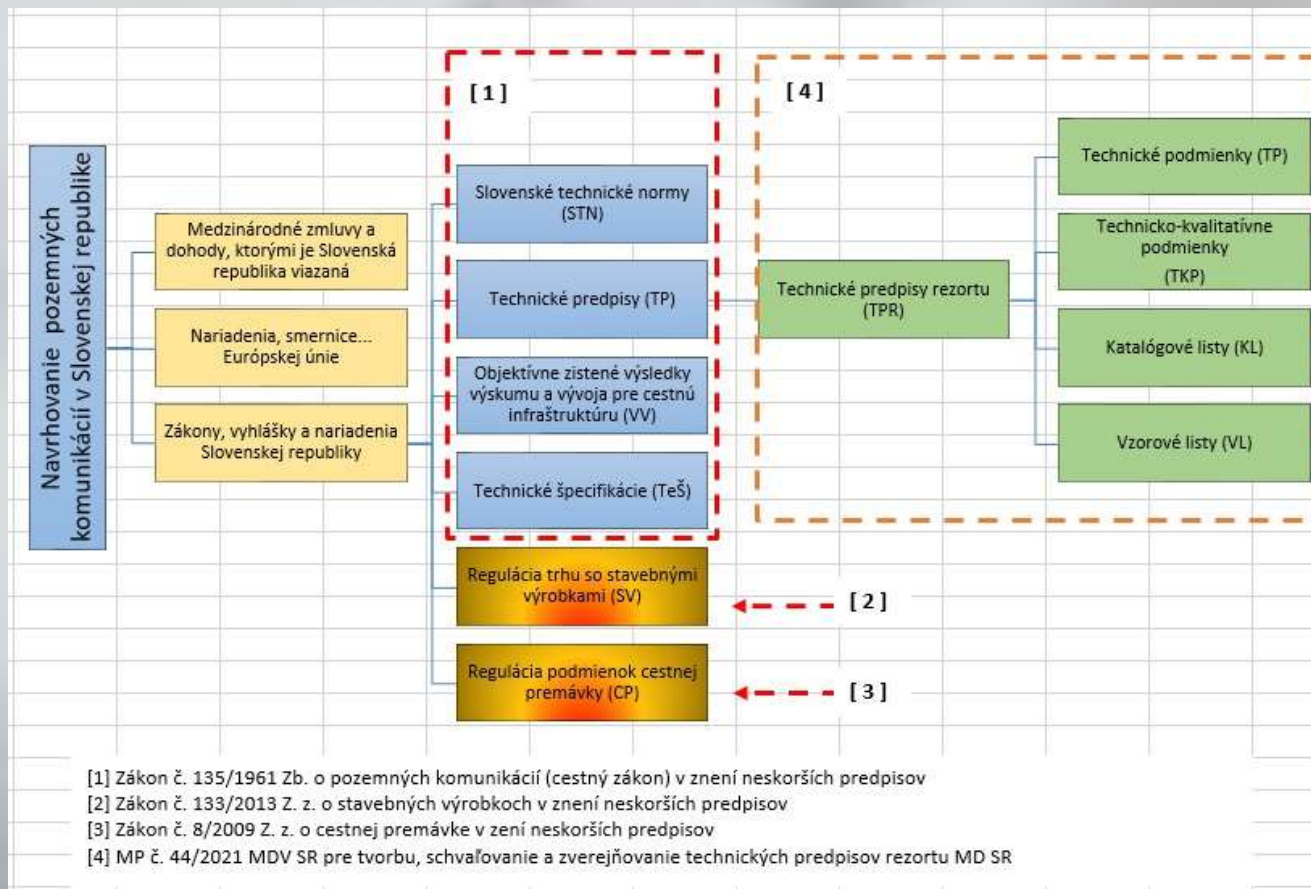 Navrhovanie pozemných
komunikácií v Slovenskej republike
Medzinárodné zmluvy a
dohody, ktorými je Slovenská
republika viazaná
Nariadenia, smernice...
Európskej únie
Zákony, vyhlášky a nariadenia
Slovenskej republiky
[ 1 ]
Slovenské technické normy
(STN)
Technické predpisy (TP)
Objektívne zistené výsledky
výskumu a vývoja pre cestnú
infraštruktúru (VV)
Technické špecifikácie (TeŠ)
Regulácia trhu so stavebnými
výrobkami (SV)
Regulácia podmienok cestnej
premávky (CP)
[ 2 ]
[ 3 ]
[ 4 ]
Technické predpisy rezortu
(TPR)
Technické podmienky (TP)
Technicko-kvalitatívne
podmienky
(TKP)
Katalógové listy (KL)
Vzorové listy (VL)
[1] Zákon č. 135/1961 Zb. o pozemných komunikácií (cestný zákon) v znení neskorších predpisov
[2] Zákon č. 133/2013 Z. z. o stavebných výrobkoch v znení neskorších predpisov
[3] Zákon č. 8/2009 Z. z. o cestnej premávke v zení neskorších predpisov
[4] MP č. 44/2021 MDV SR pre tvorbu, schvaľovanie a zverejňovanie technických predpisov rezortu MD SR